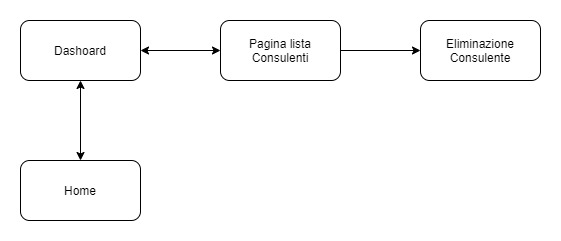 Dashoard
Pagina lista
Consulenti
Eliminazione
Consulente
Home